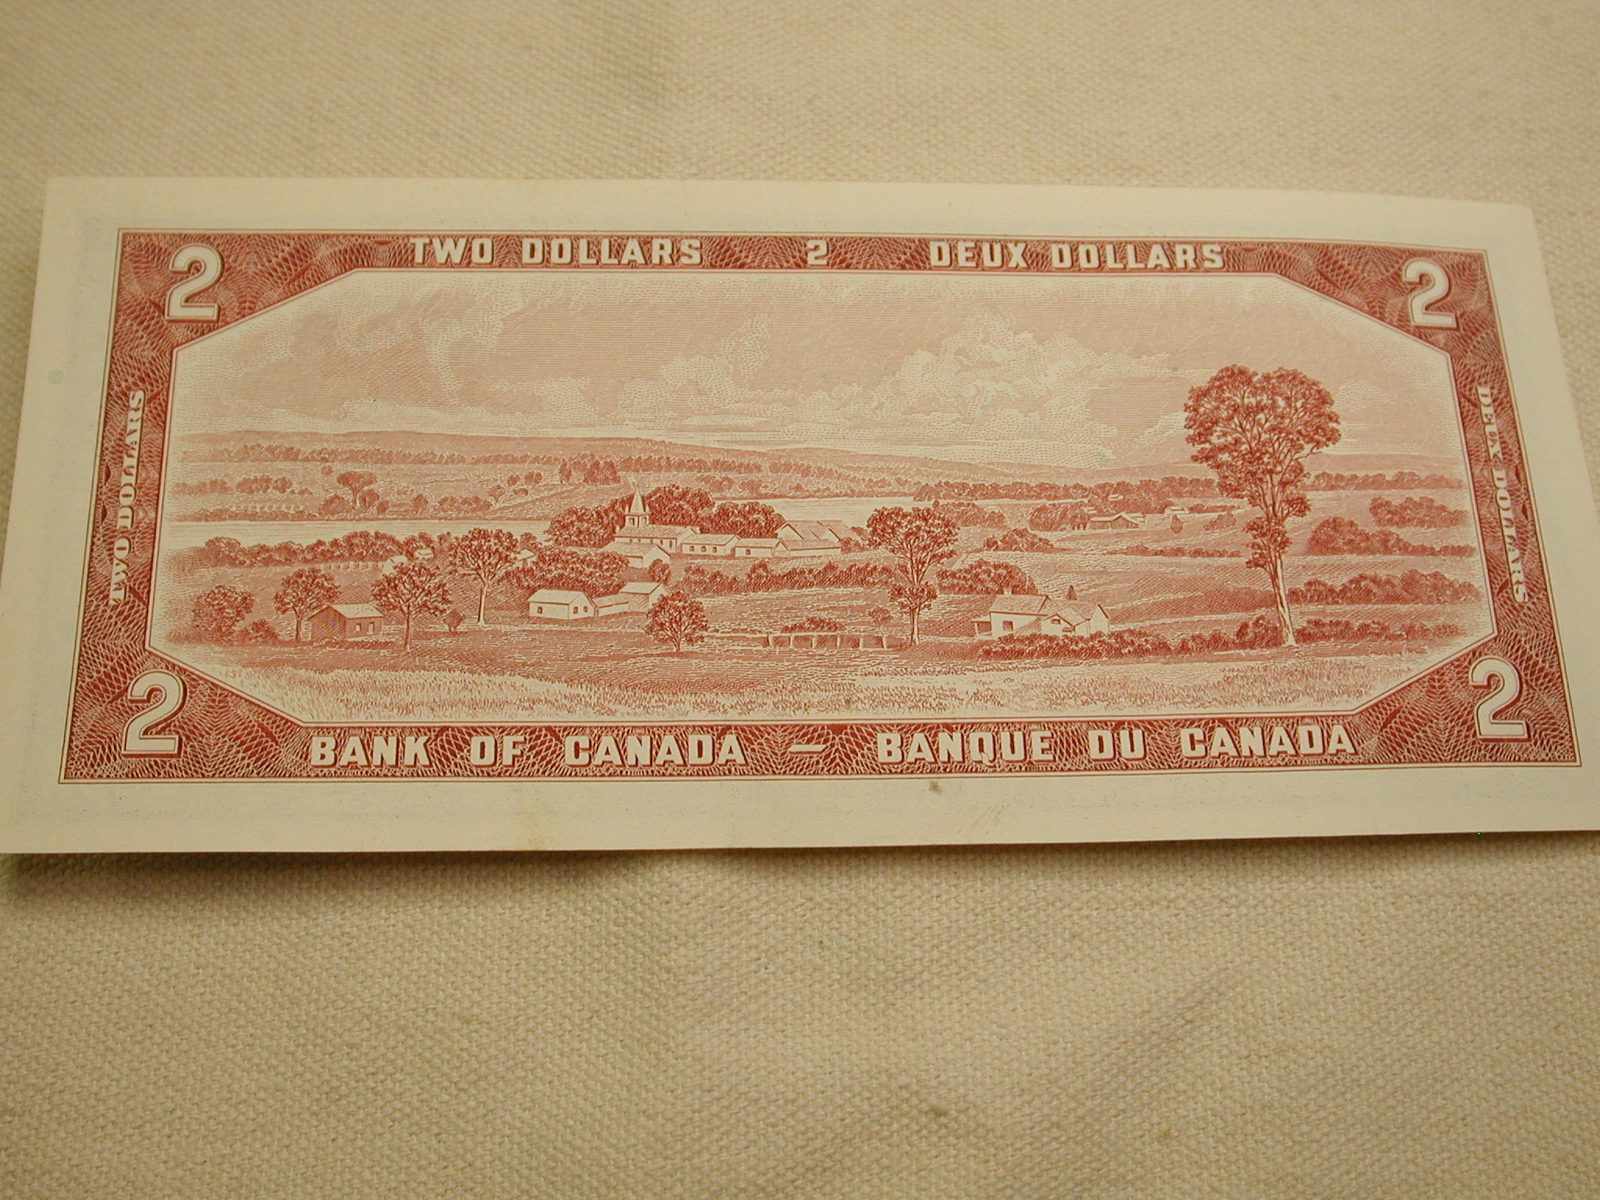 TWO DOLLARS 2 DEUX DOLLARS
2 2
TWO DOLLARS
DEUX DOLLARS
2 2
BANK OF CANADA – BANQUE DU CANADA